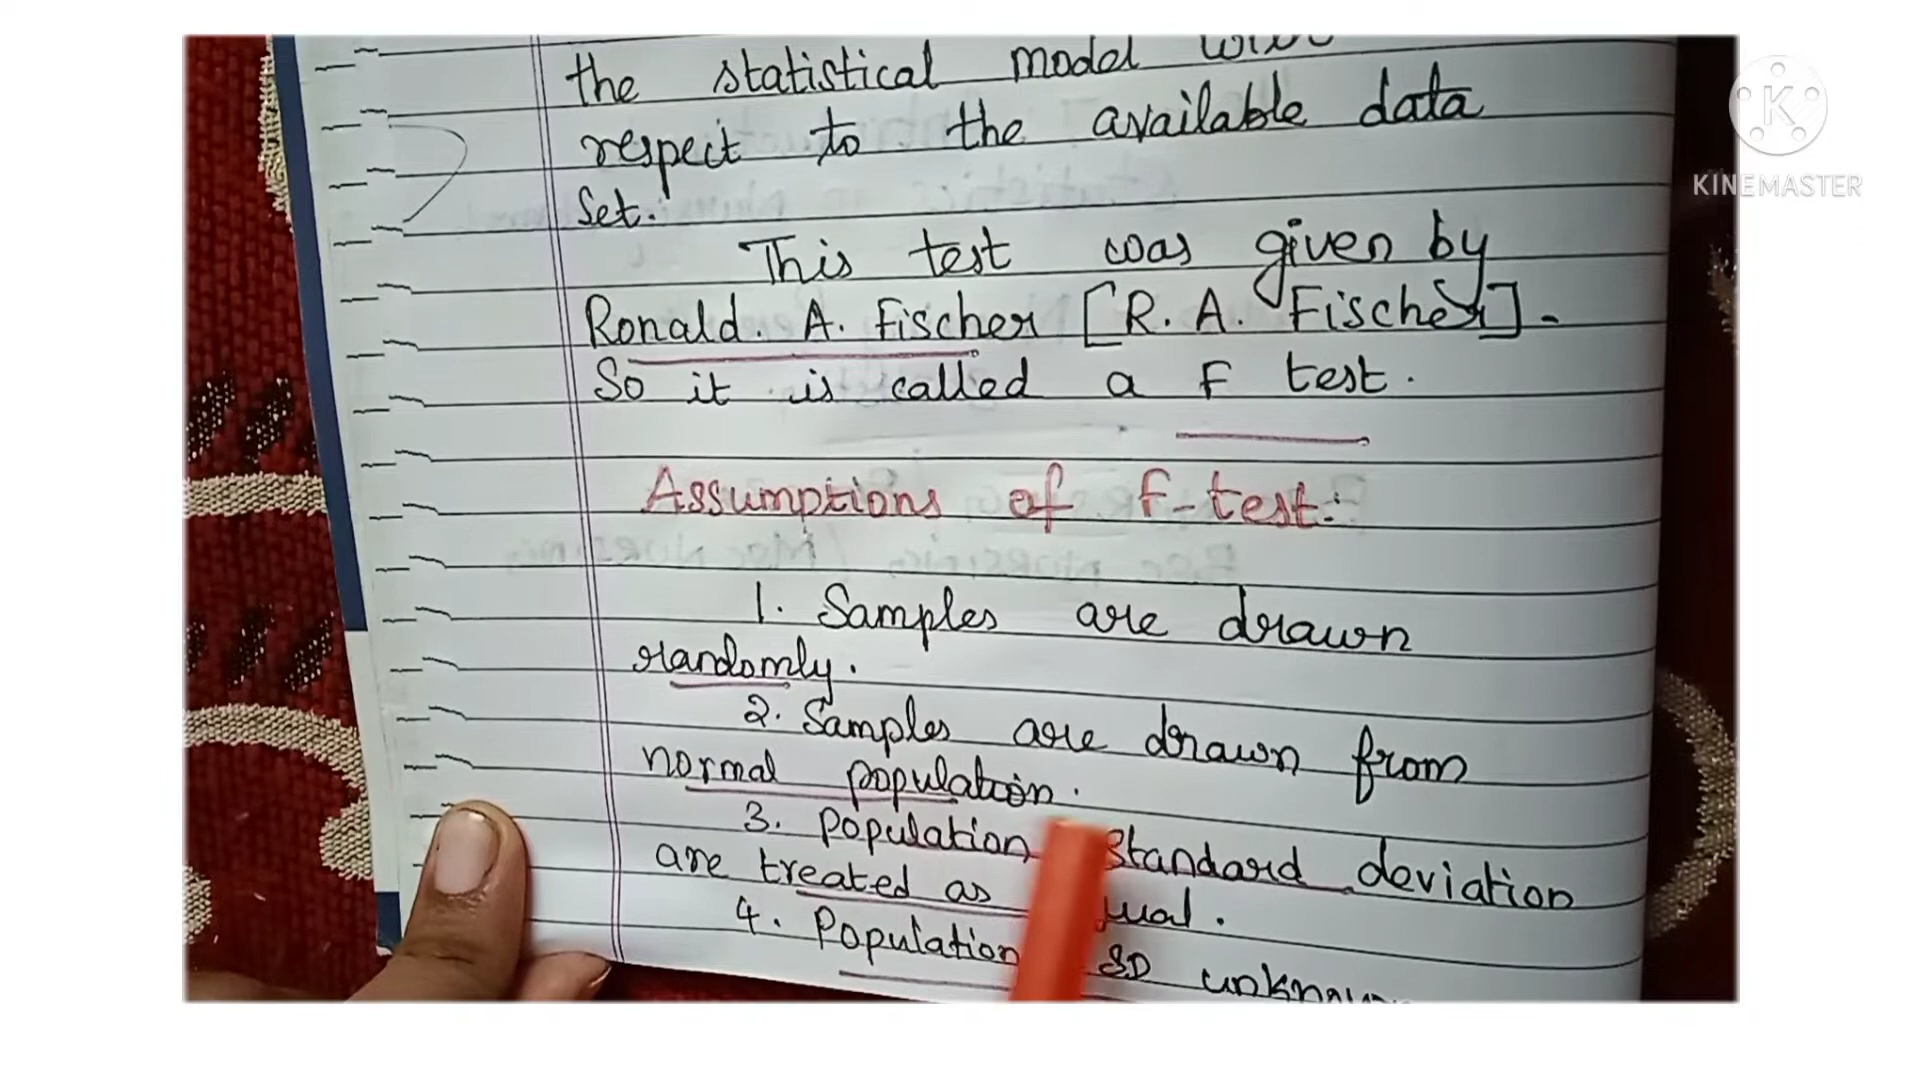 the statistical model with
respect to the available data
Set.
This test was given by
Ronald. A. Fischer [R. A. Fischer].
So it is called a F test.
Assumptions of F-test:
1. Samples are drawn
randomly.
2. Samples are drawn from
normal population.
3. Population Standard deviation
are treated as
4. Population SD
K
KINEMASTER